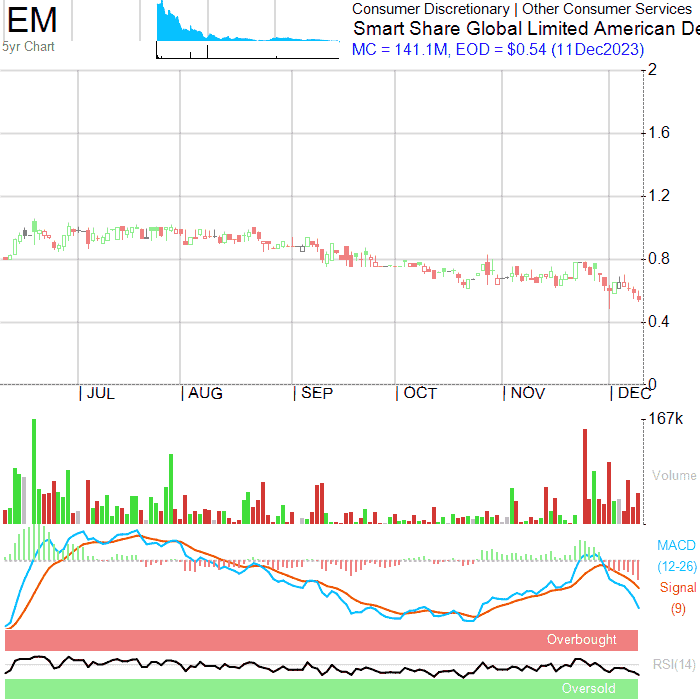 EM
5yr Chart
Consumer Discretionary | Other Consumer Services
Smart Share Global Limited American De
MC = 141.1M, EOD = $0.54 (11Dec2023)
2
1.6
1.2
0.8
0.4
0
| JUL | AUG | SEP | OCT | NOV | DEC
167k
Volume
MACD
(12-26)
Signal
(9)
Overbought
RSI(14)
Oversold